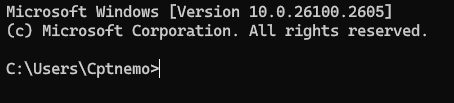 Microsoft Windows [Version 10.0.26100.2605]
(c) Microsoft Corporation. All rights reserved.
C:\Users\Cptnemo>